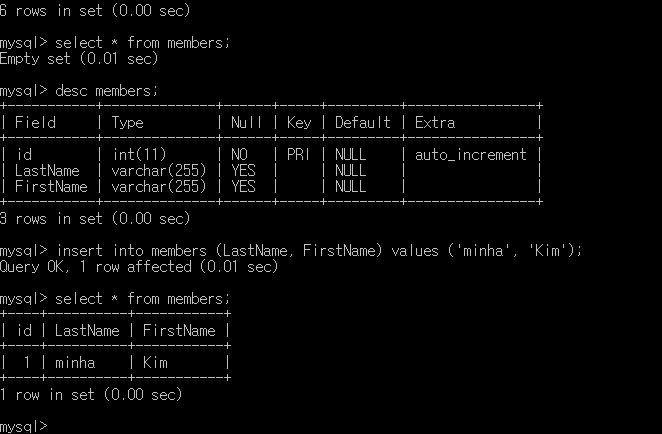 6 rows in set (0.00 sec)
mysql> select * from members;
Empty set (0.01 sec)
mysql> desc members;
+-----------+--------------+------+-----+---------+----------------+
| Field     | Type         | Null | Key | Default | Extra          |
+-----------+--------------+------+-----+---------+----------------+
| id        | int(11)      | NO   | PRI | NULL    | auto_increment |
| LastName  | varchar(255) | YES  |     | NULL    |                |
| FirstName | varchar(255) | YES  |     | NULL    |                |
+-----------+--------------+------+-----+---------+----------------+
3 rows in set (0.00 sec)
mysql> insert into members (LastName, FirstName) values ('minha', 'Kim');
Query OK, 1 row affected (0.01 sec)
mysql> select * from members;
+----+----------+-----------+
| id | LastName | FirstName |
+----+----------+-----------+
|  1 | minha    | Kim       |
+----+----------+-----------+
1 row in set (0.00 sec)
mysql>